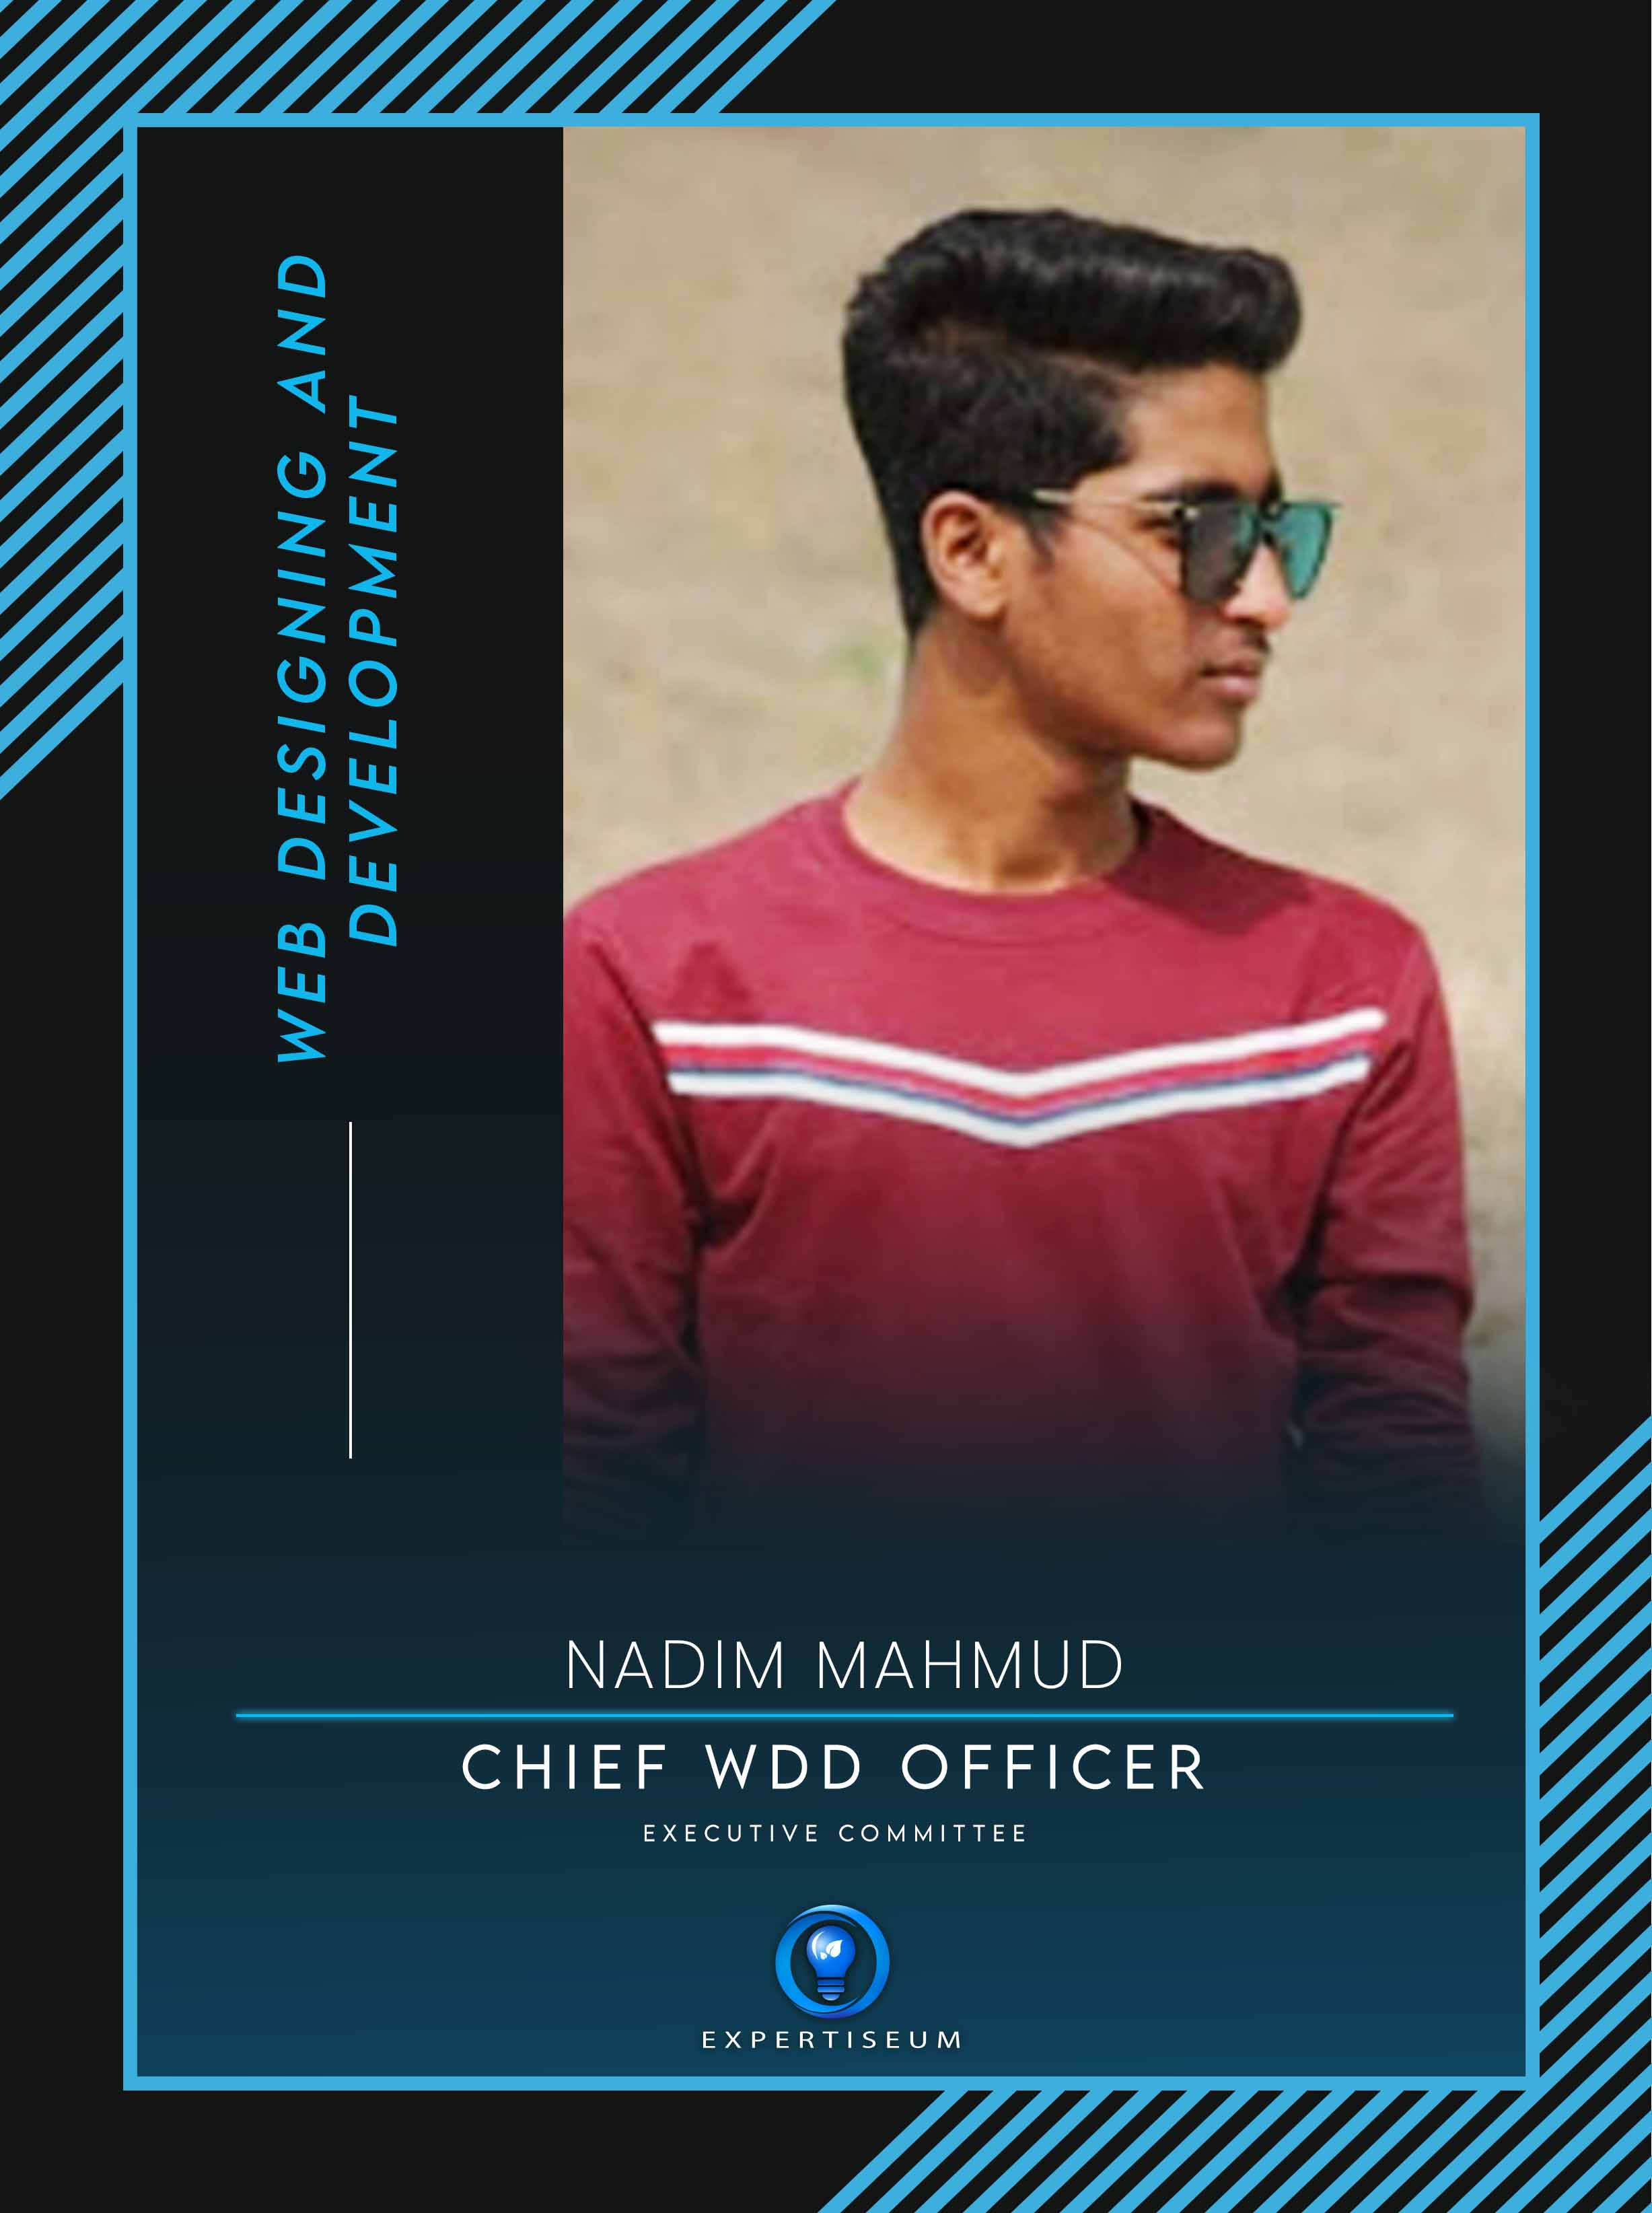 WEB DESIGNING AND
DEVELOPMENT
NADIM MAHMUD
CHIEF WDD OFFICER
EXECUTIVE COMMITTEE
EXPERTISEUM